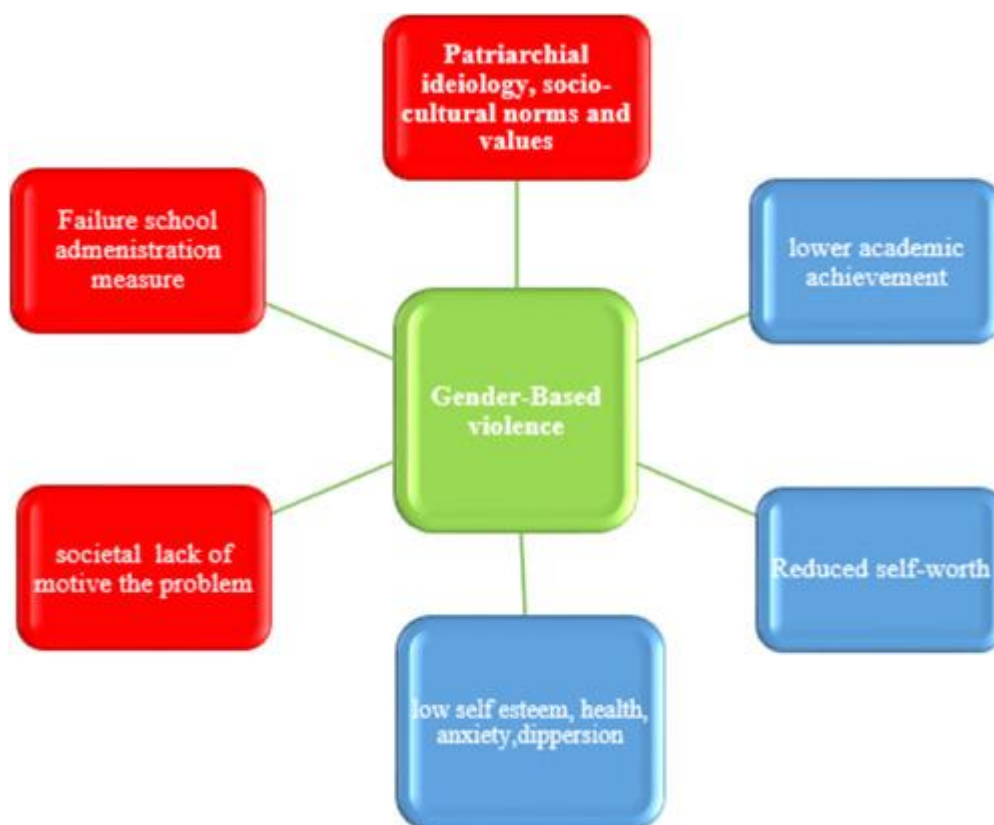 Patriarchial
ideiology, socio-
cultural norms and
values
Failure school
admenistration
measure
lower academic
achievement
Gender-Based
violence
societal  lack of
motive the problem
Reduced self-worth
low self esteem, health,
anxiety,dippersion